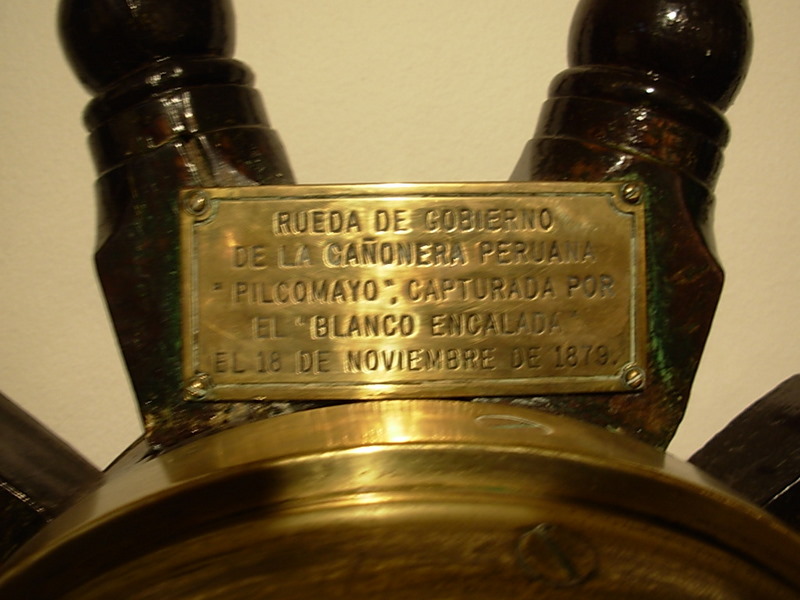 RUEDA DE GOBIERNO
DE LA CAÑONERA PERUANA
"PILCOMAYO", CAPTURADA POR
EL "BLANCO ENCALADA"
EL 18 DE NOVIEMBRE DE 1879.